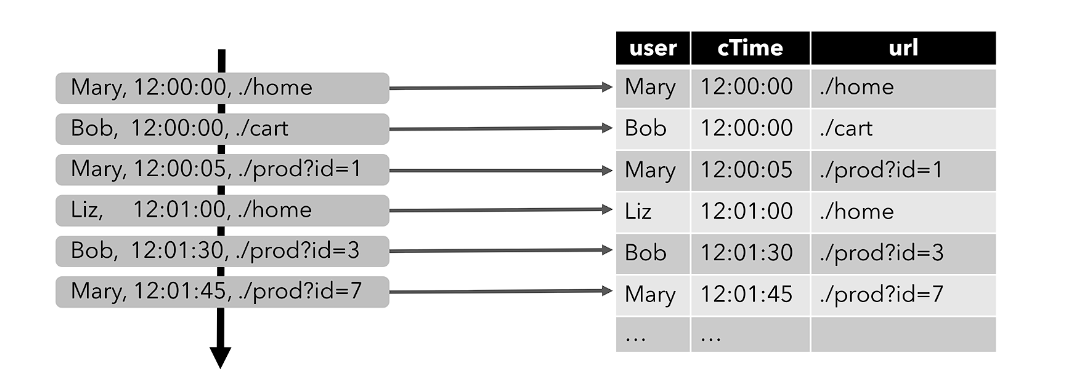 Mary, 12:00:00, ./home
Bob, 12:00:00, ./cart
Mary, 12:00:05, ./prod?id=1
Liz, 12:01:00, ./home
Bob, 12:01:30, ./prod?id=3
Mary, 12:01:45, ./prod?id=7
user cTime url
Mary 12:00:00 ./home
Bob 12:00:00 ./cart
Mary 12:00:05 ./prod?id=1
Liz 12:01:00 ./home
Bob 12:01:30 ./prod?id=3
Mary 12:01:45 ./prod?id=7
... ...